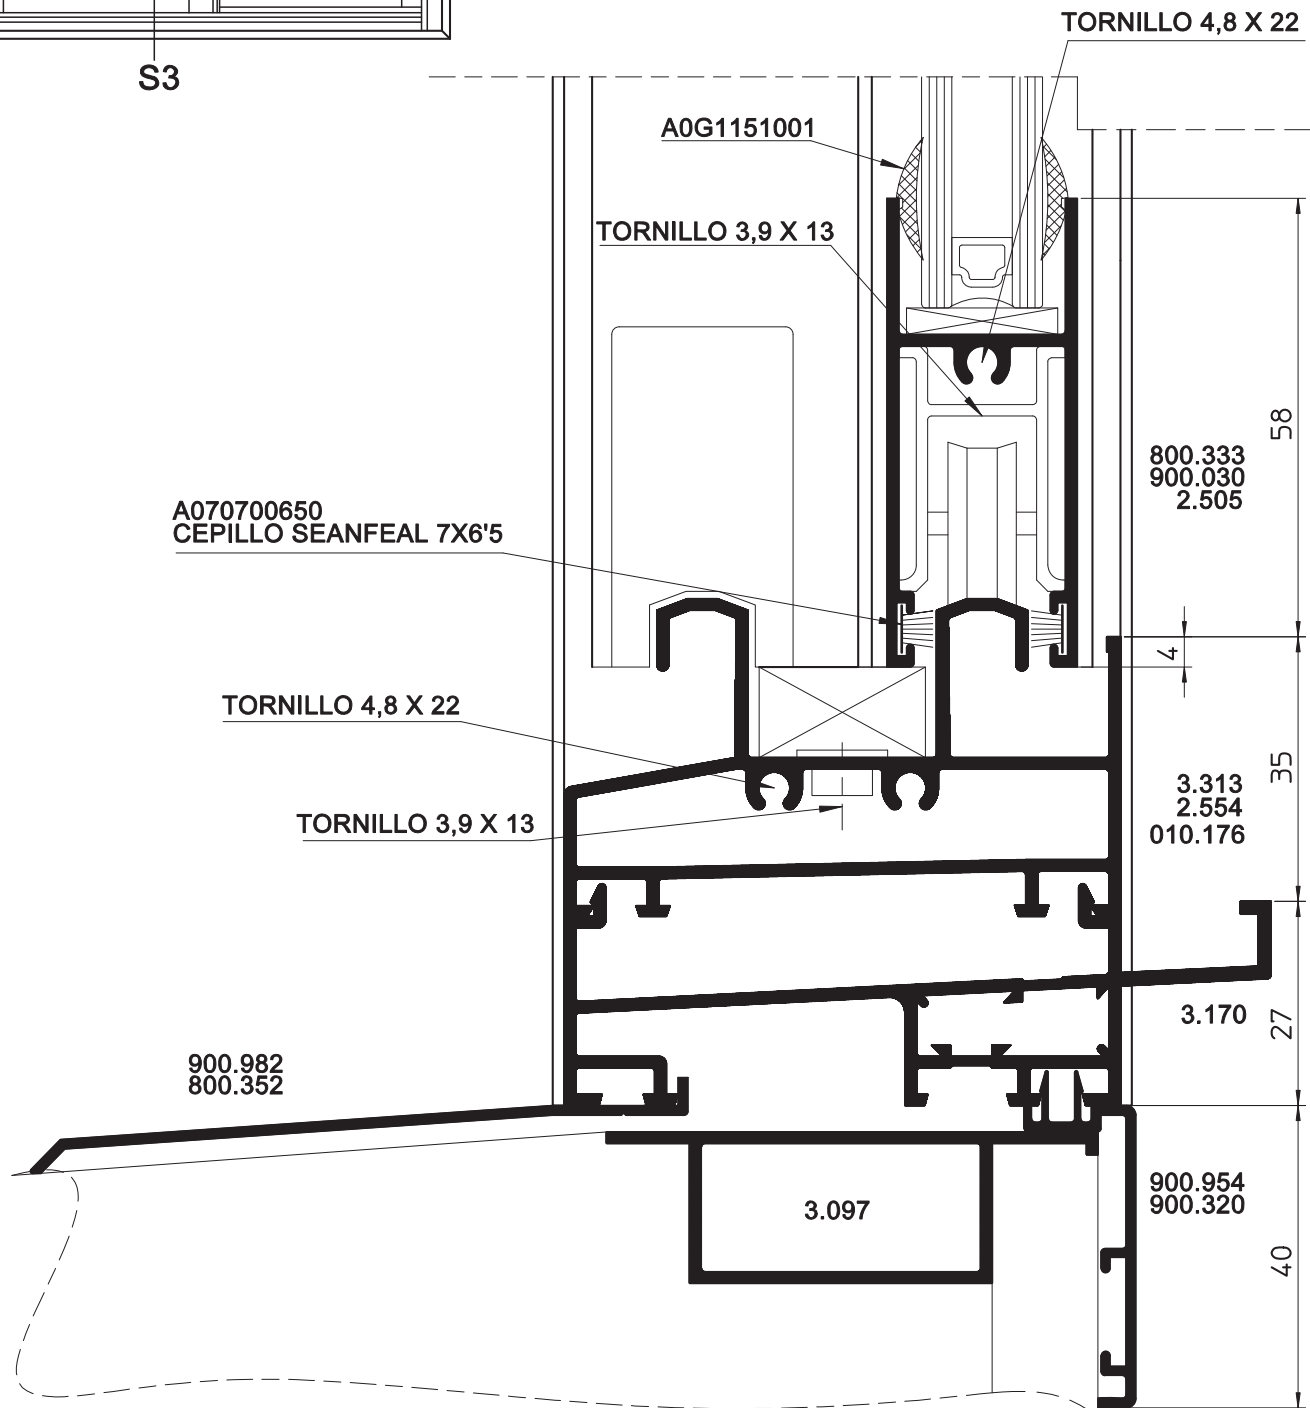 TORNILLO 4,8 X 22
S3
A0G1151001
TORNILLO 3,9 X 13
58
800.333
900.030
2.505
A070700650
CEPILLO SEANFEAL 7X6'5
4
TORNILLO 4,8 X 22
35
3.313
2.554
010.176
TORNILLO 3,9 X 13
3.170
27
900.982
800.352
900.954
900.320
3.097
40